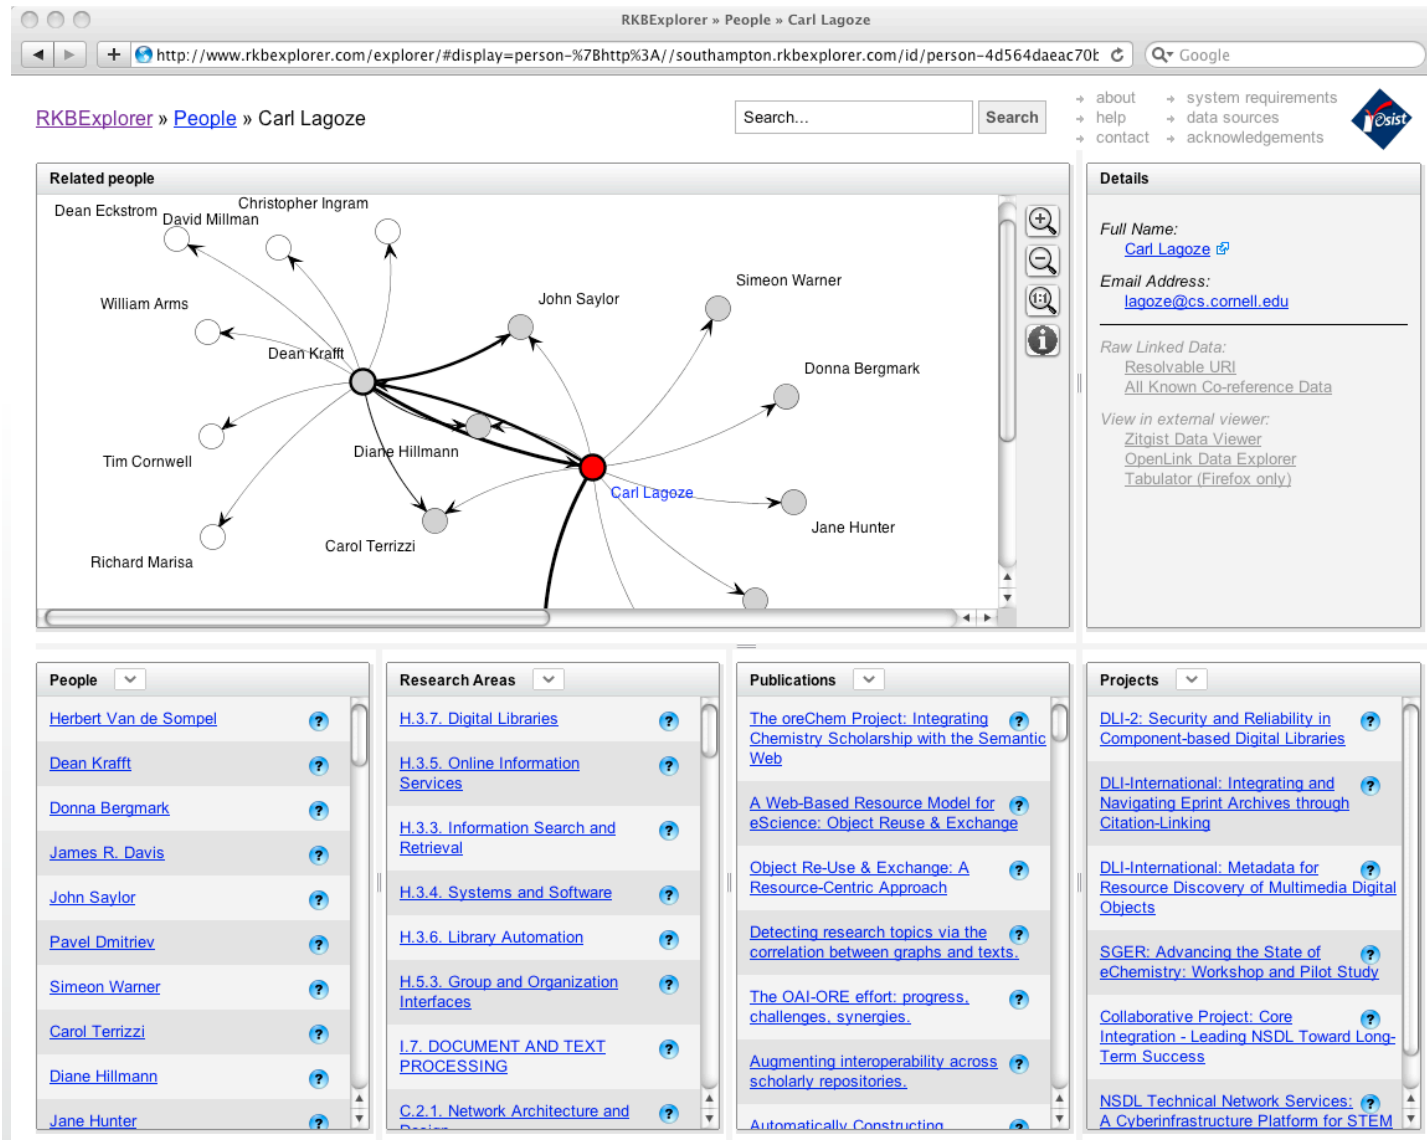 RKBExplorer » People » Carl Lagoze
http://www.rkbexplorer.com/explorer/#display=person-%7Bhttp%3A//southampton.rkbexplorer.com/id/person-4d564daeac70b
Google
RKBExplorer » People » Carl Lagoze
Search...
Search
about
help
contact
system requirements
data sources
acknowledgements
resist
Related people
Dean Eckstrom
David Millman
Christopher Ingram
William Arms
John Saylor
Simeon Warner
Dean Krafft
Donna Bergmark
Diane Hillmann
Tim Cornwell
Carl Lagoze
Jane Hunter
Carol Terrizzi
Richard Marisa
1:1
Details
Full Name:
Carl Lagoze
Email Address:
lagoze@cs.cornell.edu
Raw Linked Data:
Resolvable URI
All Known Co-reference Data
View in external viewer:
Zitgist Data Viewer
OpenLink Data Explorer
Tabulator (Firefox only)
People
Herbert Van de Sompel
Dean Krafft
Donna Bergmark
James R. Davis
John Saylor
Pavel Dmitriev
Simeon Warner
Carol Terrizzi
Diane Hillmann
Jane Hunter
Research Areas
H.3.7. Digital Libraries
H.3.5. Online Information
Services
H.3.3. Information Search and
Retrieval
H.3.4. Systems and Software
H.3.6. Library Automation
H.5.3. Group and Organization
Interfaces
I.7. DOCUMENT AND TEXT
PROCESSING
C.2.1. Network Architecture and
Design
Publications
The oreChem Project: Integrating
Chemistry Scholarship with the Semantic
Web
A Web-Based Resource Model for
eScience: Object Reuse & Exchange
Object Re-Use & Exchange: A
Resource-Centric Approach
Detecting research topics via the
correlation between graphs and texts.
The OAI-ORE effort: progress,
challenges, synergies.
Augmenting interoperability across
scholarly repositories.
Automatically Constructing
Projects
DLI-2: Security and Reliability in
Component-based Digital Libraries
DLI-International: Integrating and
Navigating Eprint Archives through
Citation-Linking
DLI-International: Metadata for
Resource Discovery of Multimedia Digital
Objects
SGER: Advancing the State of
eChemistry: Workshop and Pilot Study
Collaborative Project: Core
Integration - Leading NSDL Toward Long-
Term Success
NSDL Technical Network Services:
A Cyberinfrastructure Platform for STEM